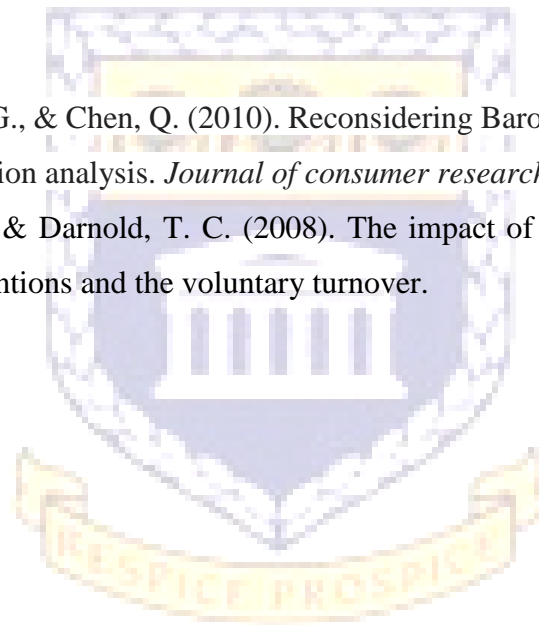 G., & Chen, Q. (2010). Reconsidering Baro
ion analysis. Journal of consumer research
& Darnold, T. C. (2008). The impact of
ntions and the voluntary turnover.
RESPICE PROSPICE